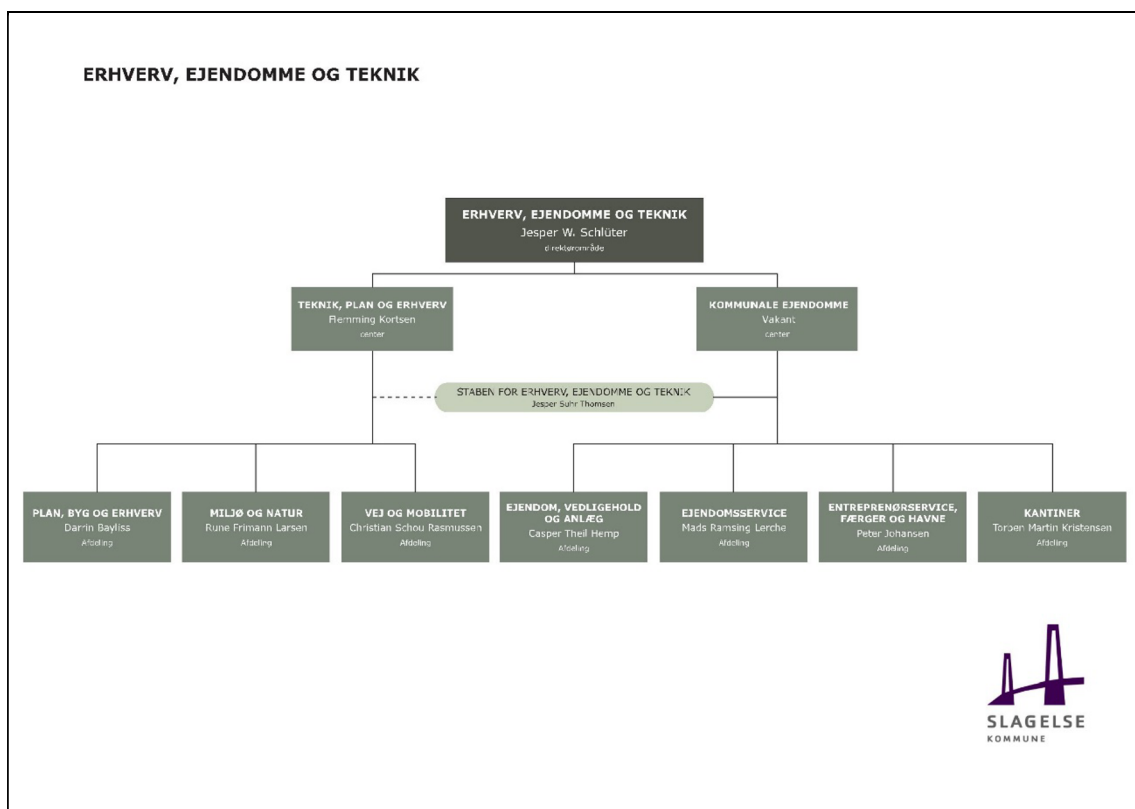 ERHVERV, EJENDOMME OG TEKNIK
ERHVERV, EJENDOMME OG TEKNIK
Jesper W. Schlüter
direktørområde
TEKNIK, PLAN OG ERHVERV
Flemming Kortsen
center
KOMMUNALE EJENDOMME
Vakant
center
STABEN FOR ERHVERV, EJENDOMME OG TEKNIK
Jesper Suhr Thomsen
PLAN, BYG OG ERHVERV
Darrin Bayliss
Afdeling
MILJØ OG NATUR
Rune Frimann Larsen
Afdeling
VEJ OG MOBILITET
Christian Schou Rasmussen
Afdeling
EJENDOM, VEDLIGEHOLD
OG ANLÆG
Casper Theil Hemp
Afdeling
EJENDOMSSERVICE
Mads Ramsing Lerche
Afdeling
ENTREPRENØRSERVICE,
FÆRGER OG HAVNE
Peter Johansen
Afdeling
KANTINER
Torben Martin Kristensen
Afdeling
SLAGELSE
KOMMUNE